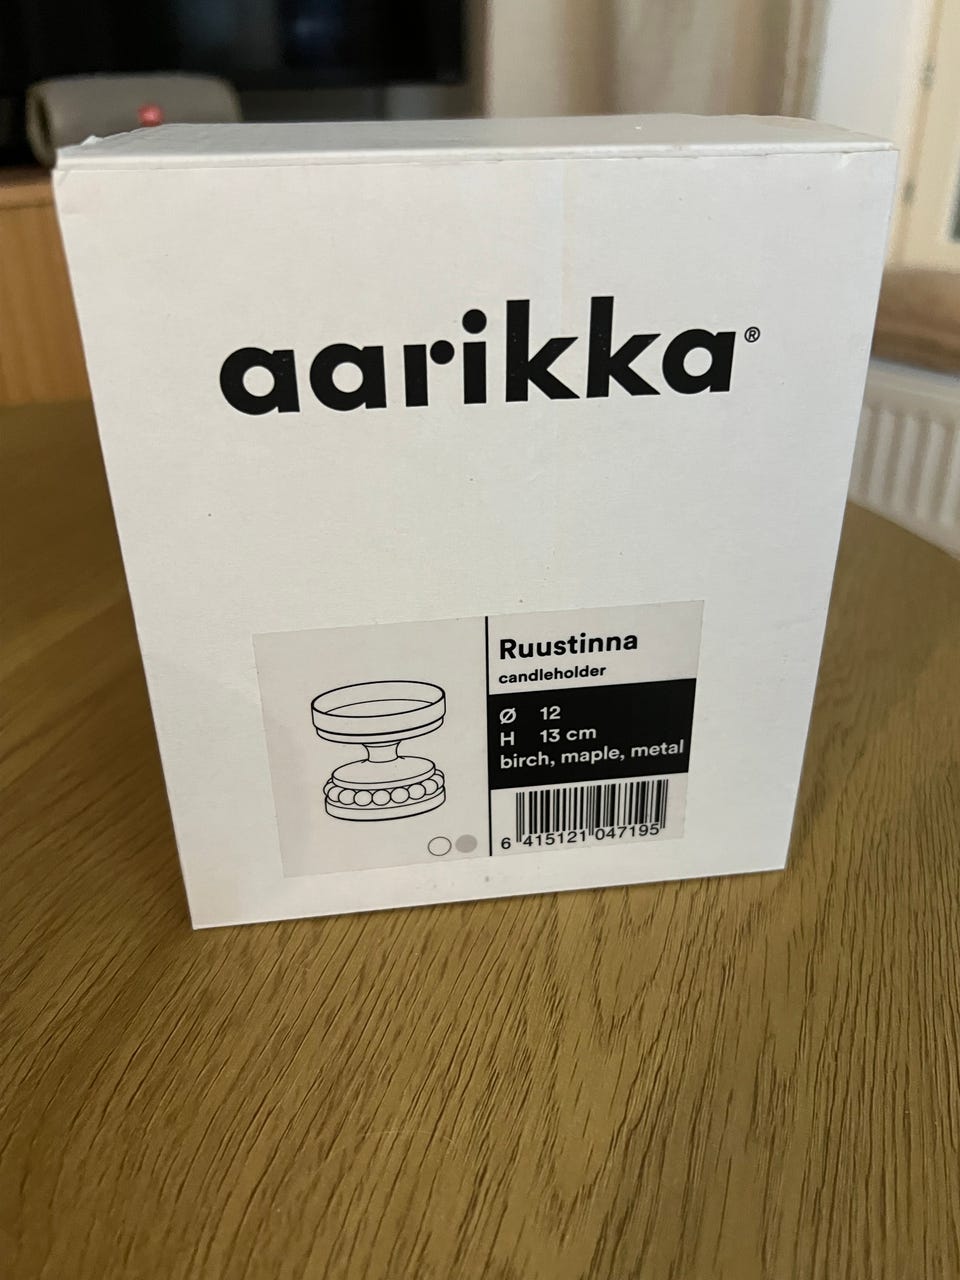 aarikka®
Ruustinna
candleholder
Ø 12
H 13 cm
birch, maple, metal
6 415121 047195